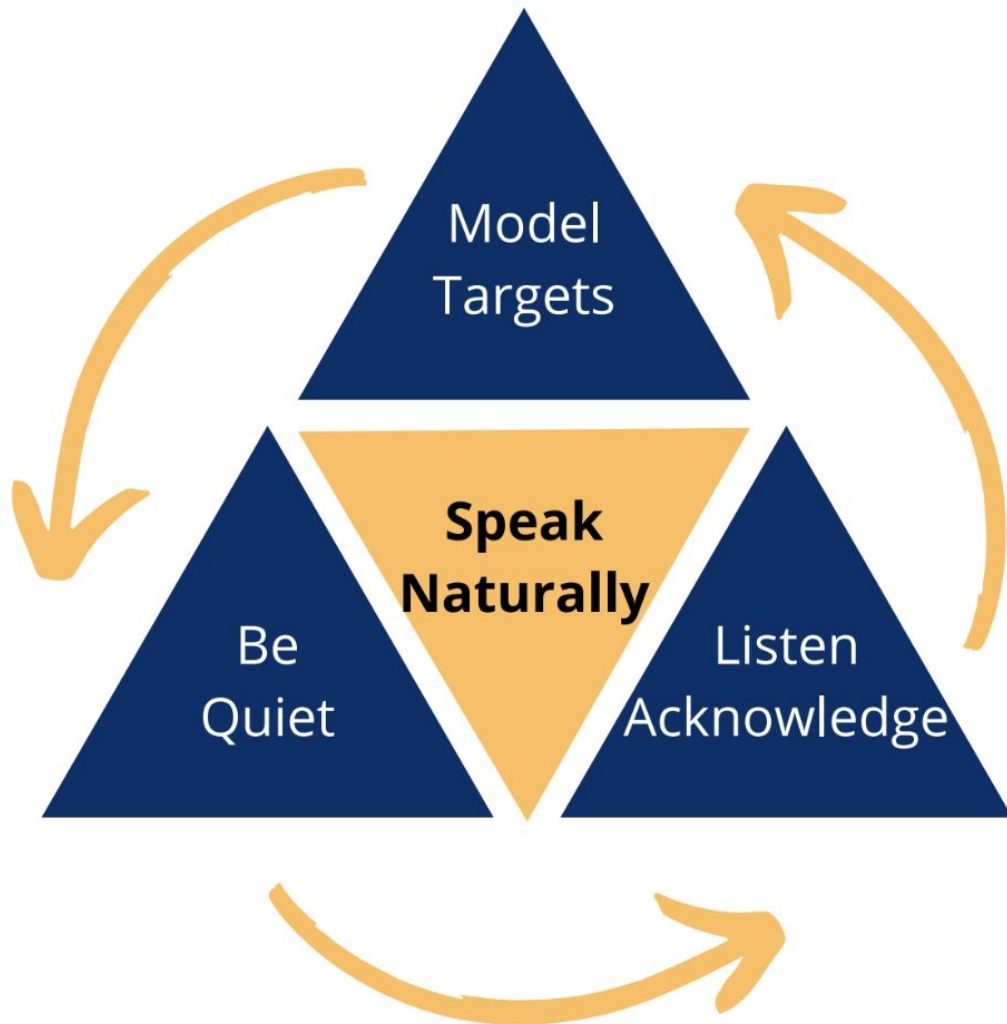 Model
Targets
Speak
Naturally
Be
Quiet
Listen
Acknowledge